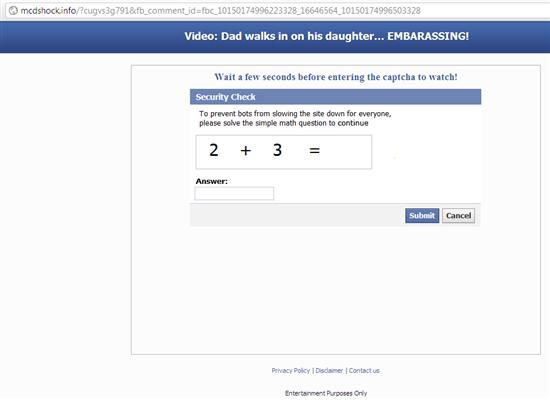 mcdshock.info/?cugvs3g791&fb_comment_id=fbc_10150174996223328_16646564_10150174996503328
Video: Dad walks in on his daughter... EMBARASSING!
Wait a few seconds before entering the captcha to watch!
Security Check
To prevent bots from slowing the site down for everyone,
please solve the simple math question to continue
2 + 3 =
Answer:
Submit Cancel
Privacy Policy | Disclaimer | Contact us
Entertainment Purposes Only